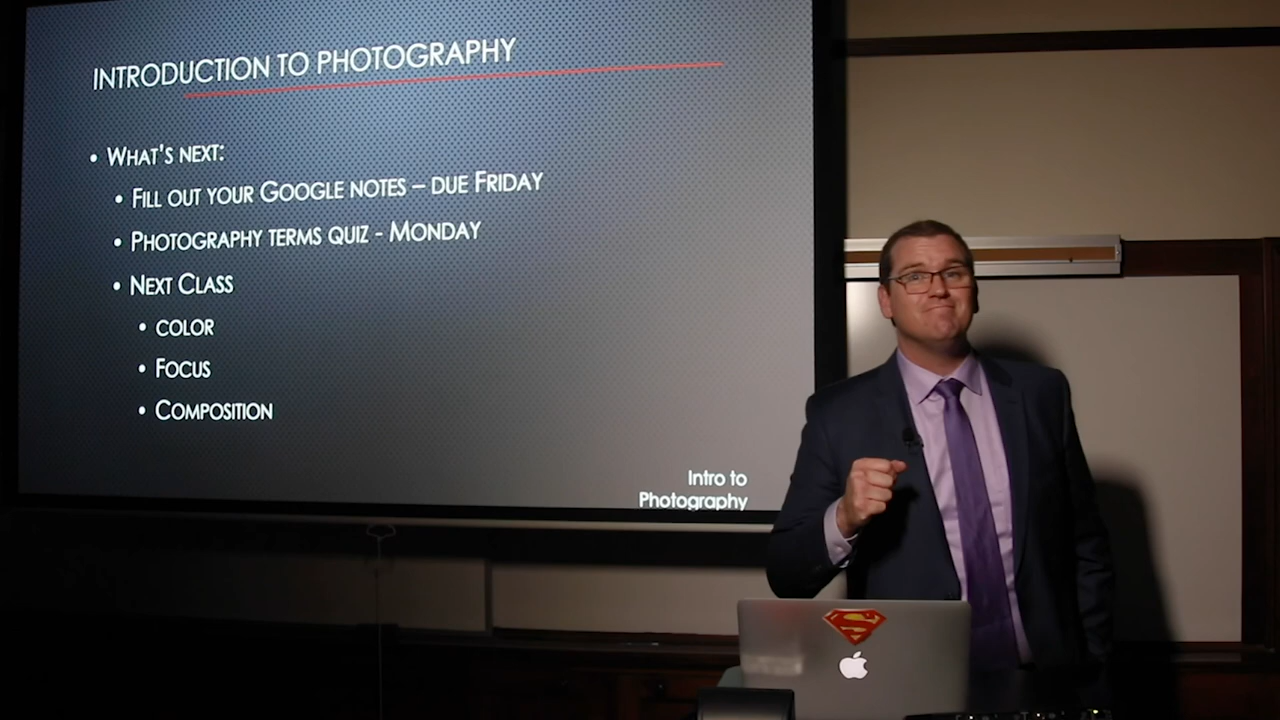 INTRODUCTION TO PHOTOGRAPHY
• WHAT'S NEXT:
• FILL OUT YOUR GOOGLE NOTES – DUE FRIDAY
• PHOTOGRAPHY TERMS QUIZ - MONDAY
• NEXT CLASS
• COLOR
• FOCUS
• COMPOSITION
Intro to
Photography